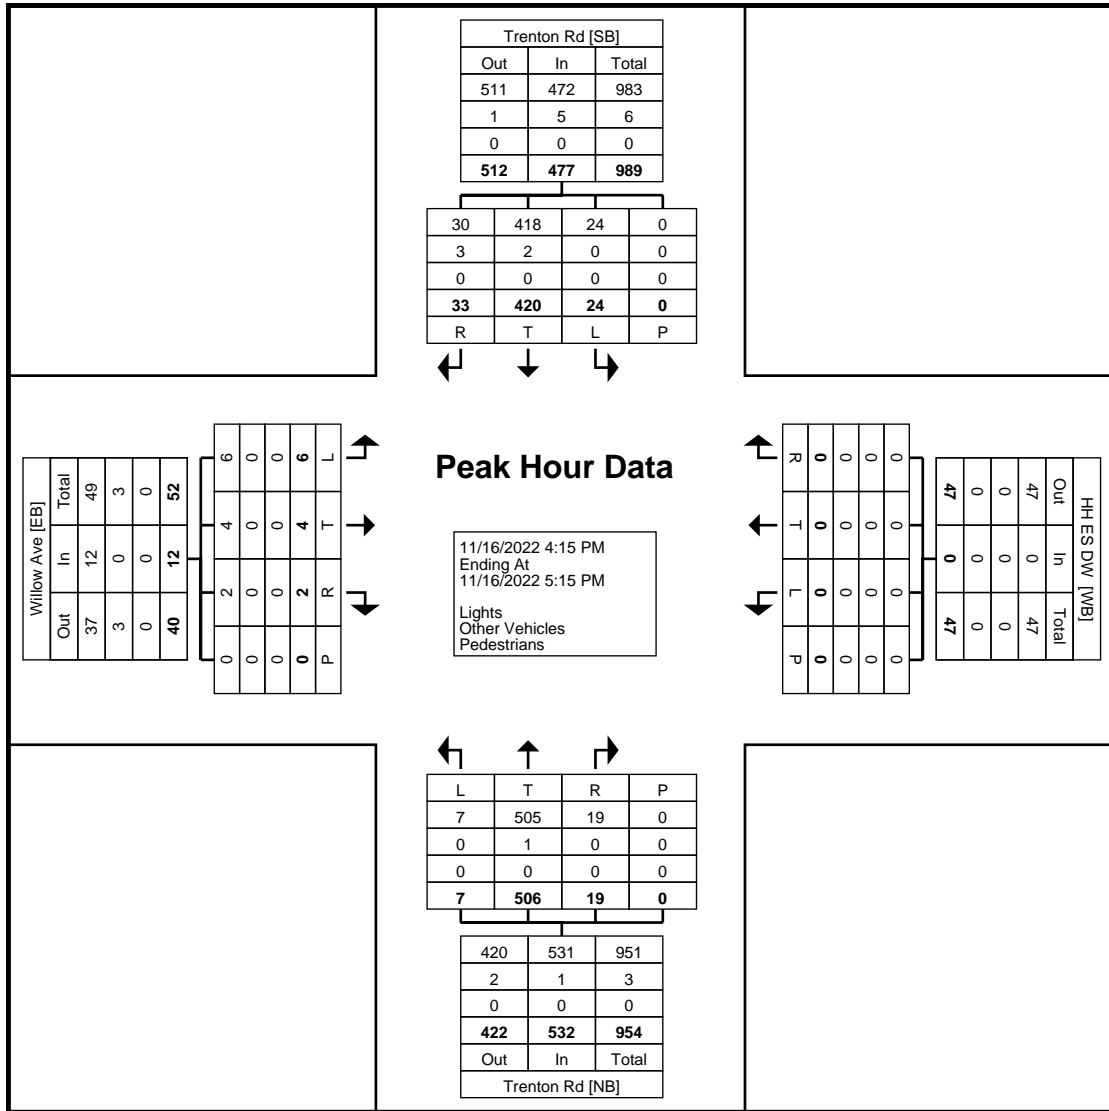 Trenton Rd [SB]
Out In Total
511 472 983
1 5 6
0 0 0
512 477 989
30 418 24 0
3 2 0 0
0 0 0 0
33 420 24 0
R T L P
Willow Ave [EB]
Total In Out
49 12 37
3 0 3
0 0 0
52 12 40
6 4 2 0
0 0 0 0
0 0 0 0
6 4 2 0
L T R P
Peak Hour Data
11/16/2022 4:15 PM
Ending At
11/16/2022 5:15 PM
Lights
Other Vehicles
Pedestrians
R T L P
0 0 0 0
0 0 0 0
0 0 0 0
0 0 0 0
47 0 47
0 0 0
0 0 0
47 0 47
Out In Total
HH ES DW [WB]
L T R P
7 505 19 0
0 1 0 0
0 0 0 0
7 506 19 0
420 531 951
2 1 3
0 0 0
422 532 954
Out In Total
Trenton Rd [NB]